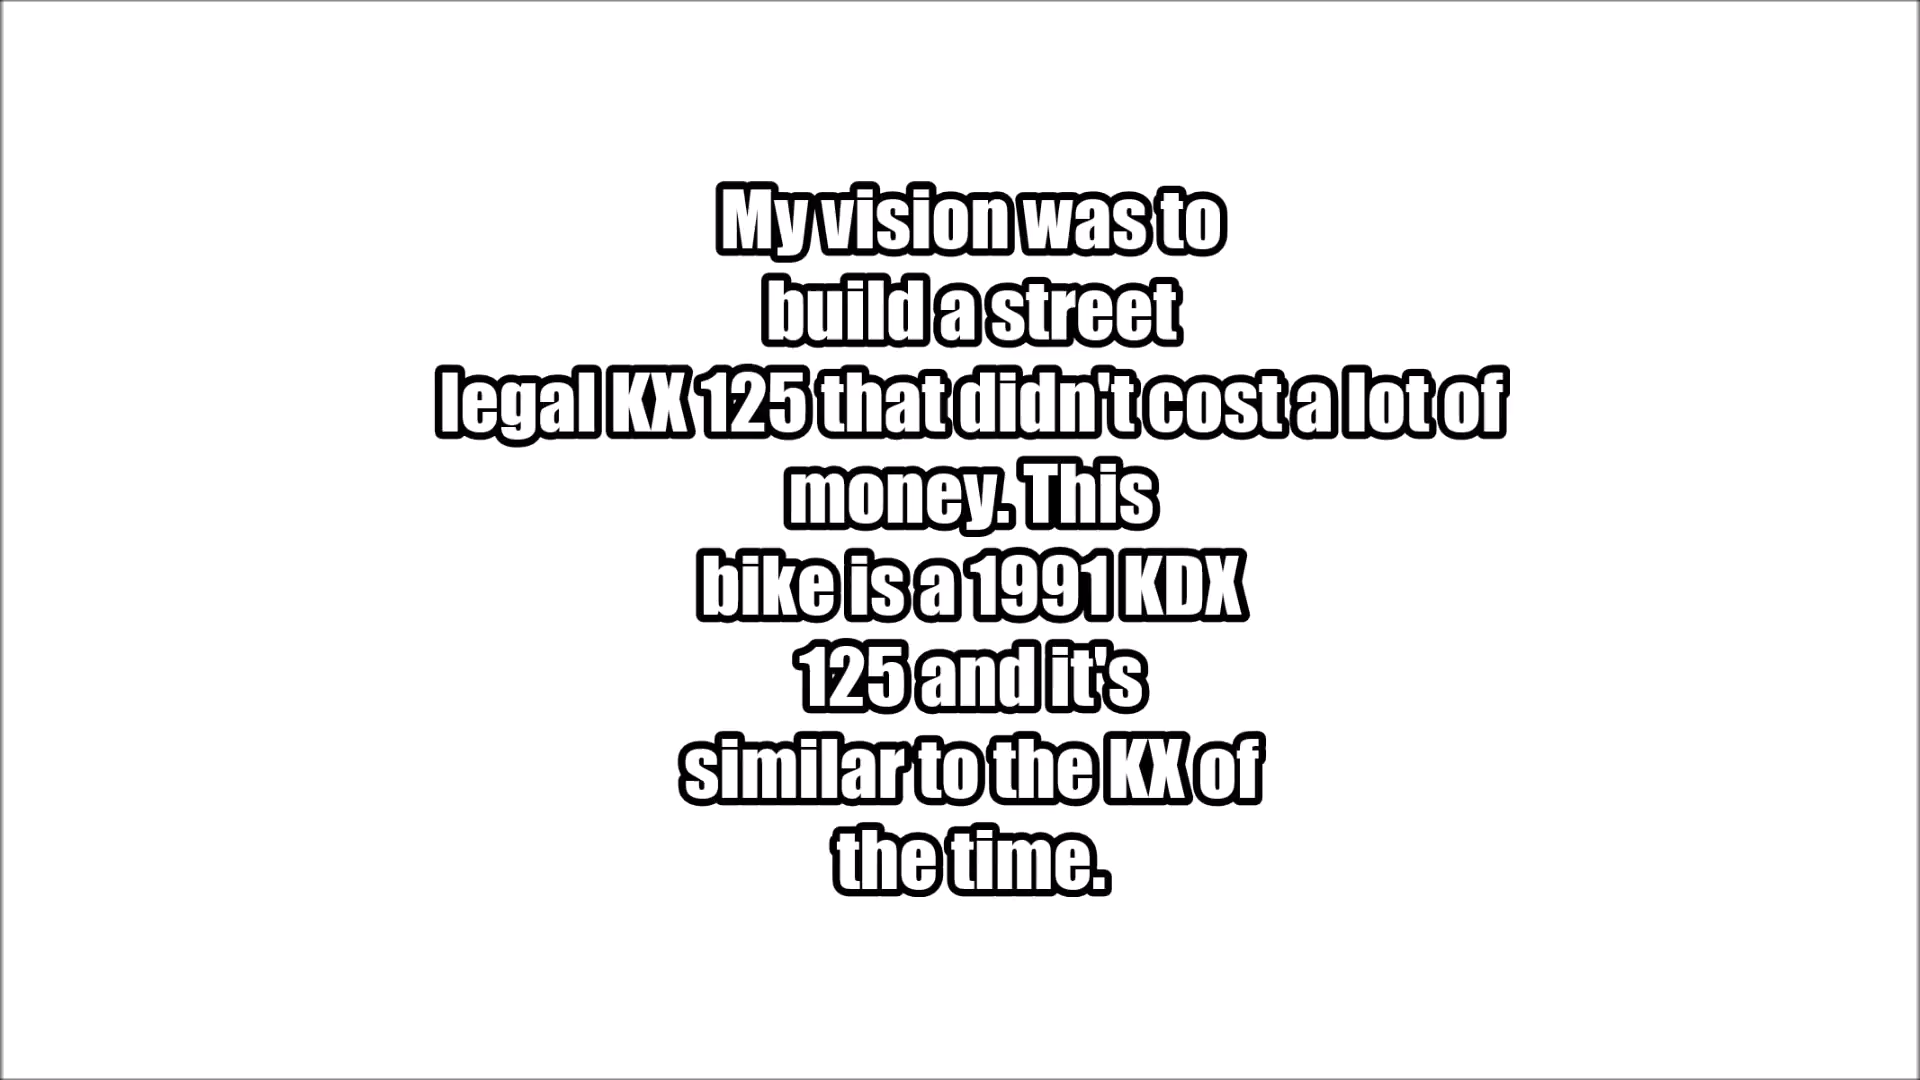 My vision was to
build a street
legal KX 125 that didn't cost a lot of
money. This
bike is a 1991 KDX
125 and it's
similar to the KX of
the time.